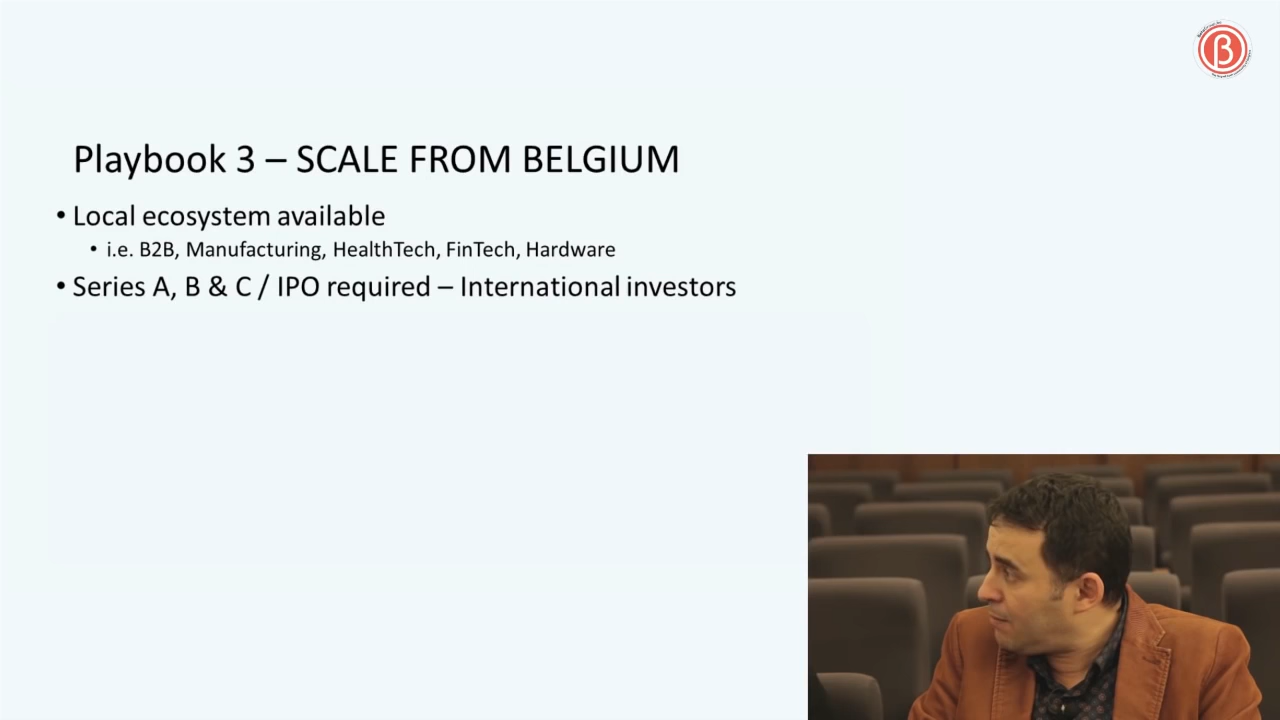 β
Playbook 3 – SCALE FROM BELGIUM
• Local ecosystem available
• i.e. B2B, Manufacturing, HealthTech, FinTech, Hardware
• Series A, B & C / IPO required – International investors